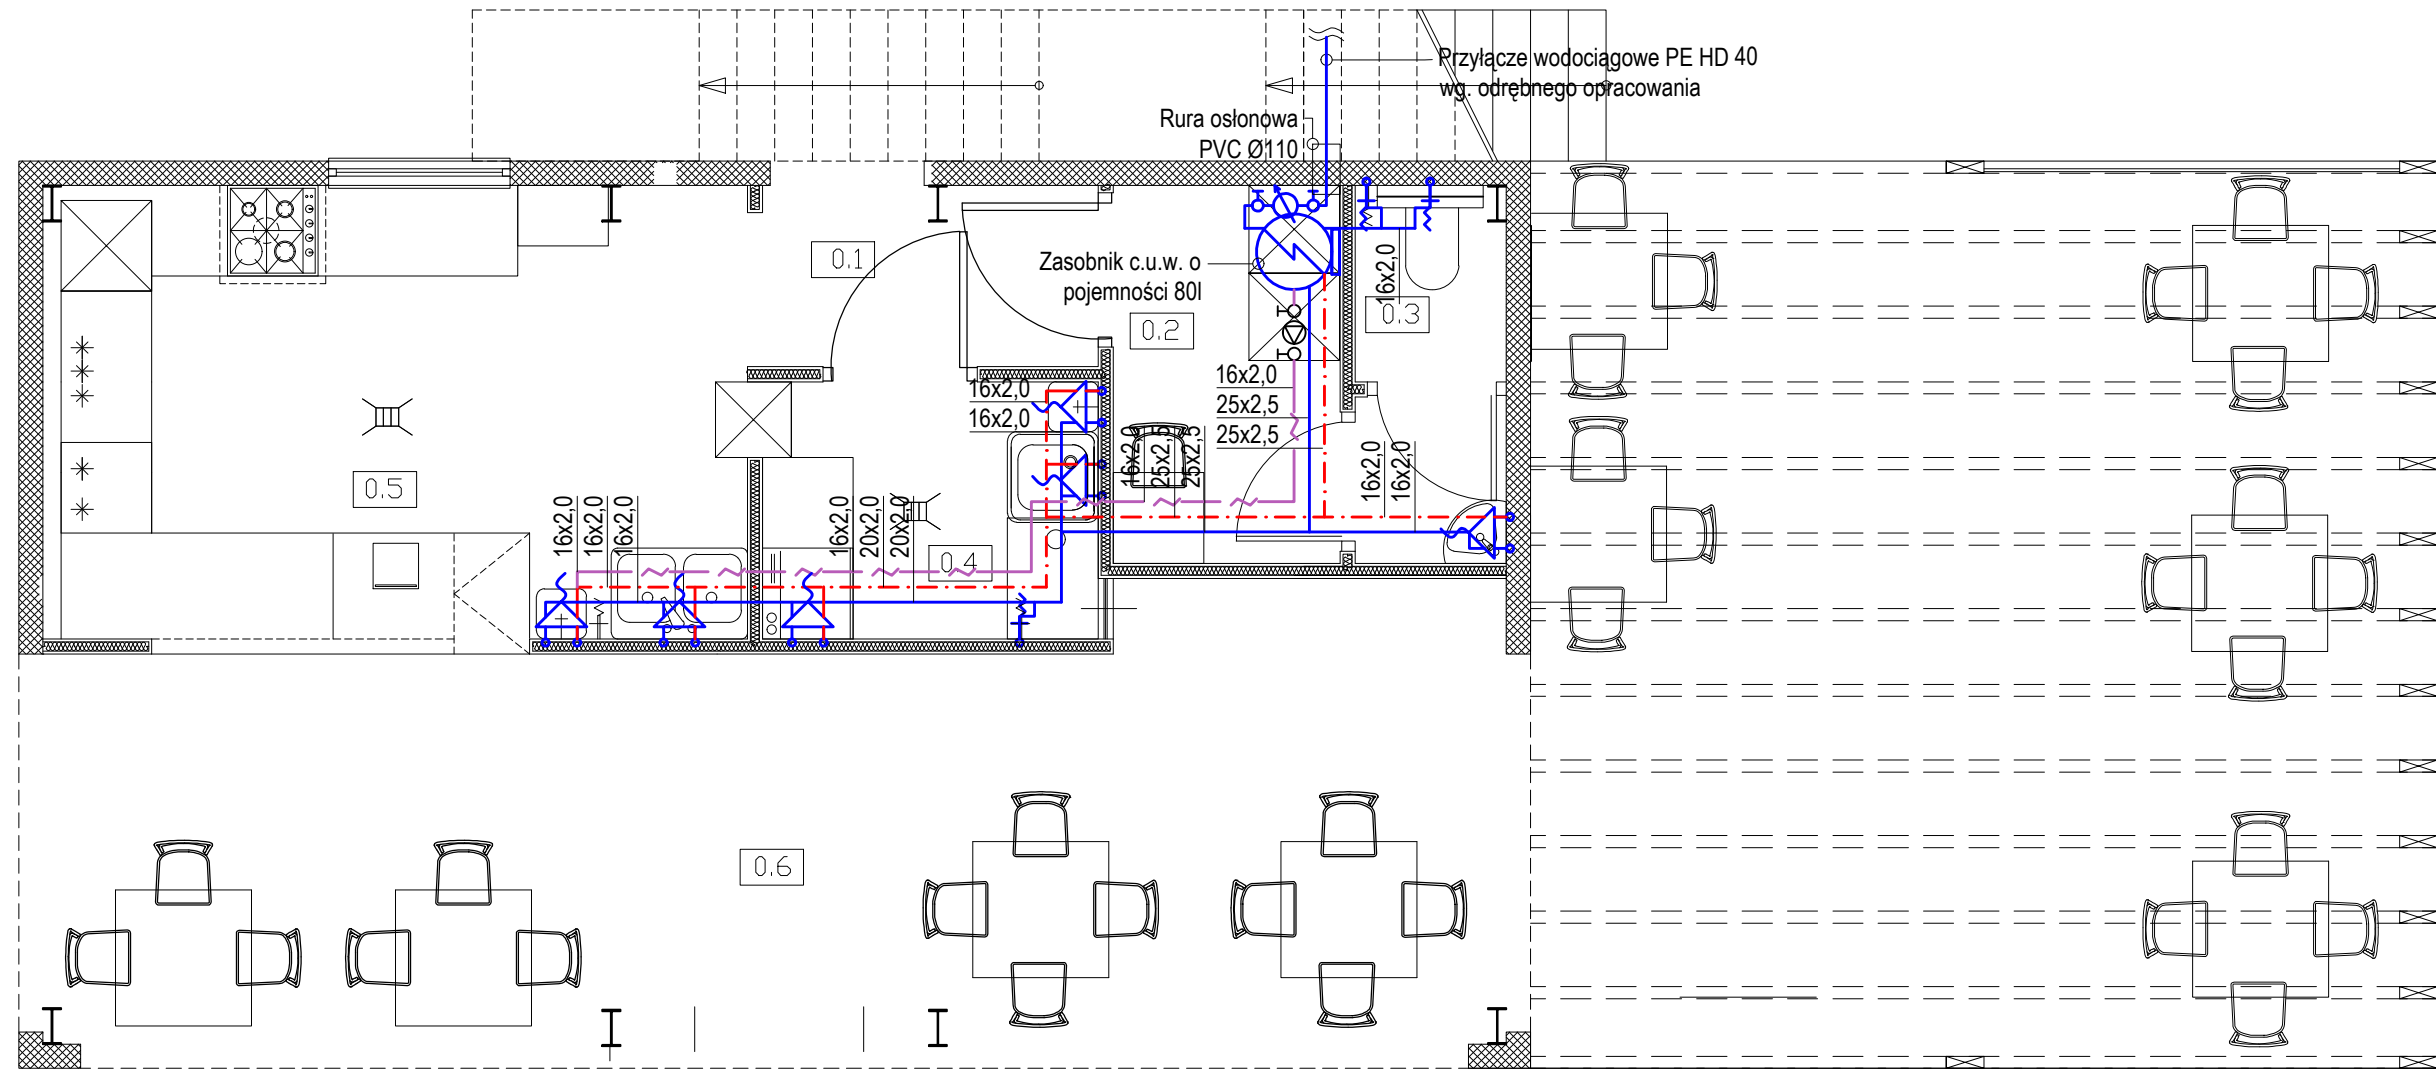 Przyłącze wodociągowe PE HD 40
wg. odrębnego opracowania
Rura osłonowa
PVC Ø110
0.1
Zasobnik c.u.w. o
pojemności 80l
0.2
16x2,0
0.3
16x2,0
16x2,0
16x2,0
25x2,5
25x2,5
16x2,0
25x2,5
25x2,5
16x2,0
16x2,0
0.5
16x2,0
16x2,0
16x2,0
16x2,0
20x2,0
20x2,0
0.4
0.6